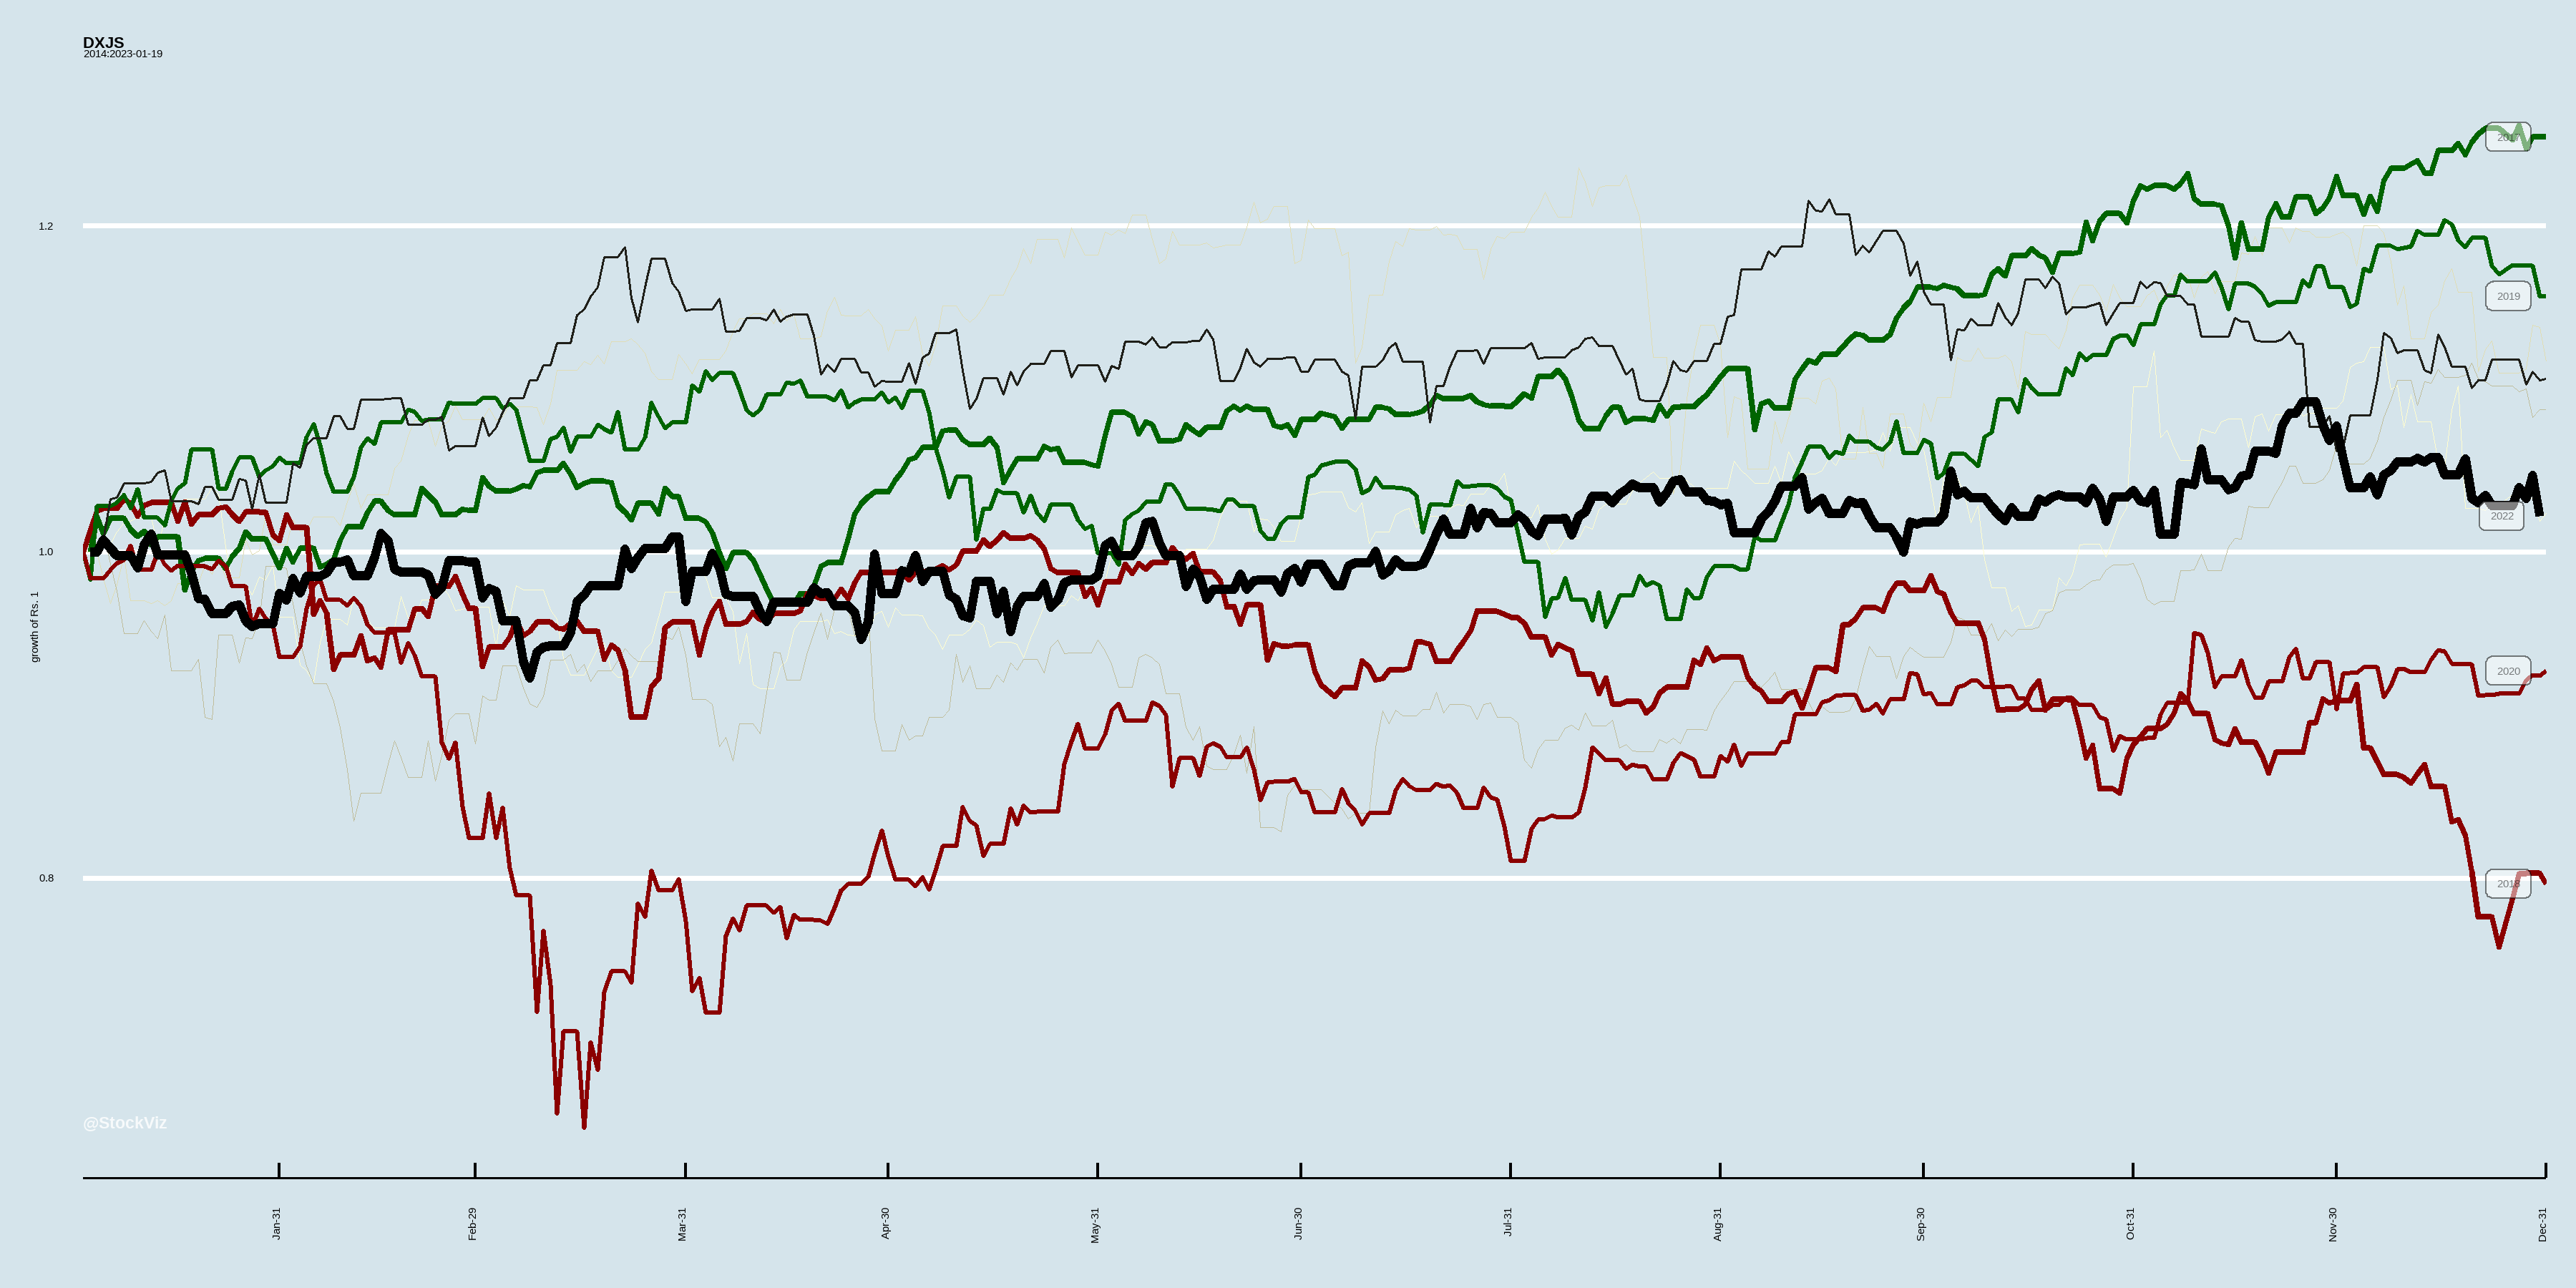 DXJS
2014:2023-01-19
2017
1.2
2019
1.0
2022
growth of Rs. 1
2020
0.8
2018
@StockViz
Jan-31
Feb-29
Mar-31
Apr-30
May-31
Jun-30
Jul-31
Aug-31
Sep-30
Oct-31
Nov-30
Dec-31